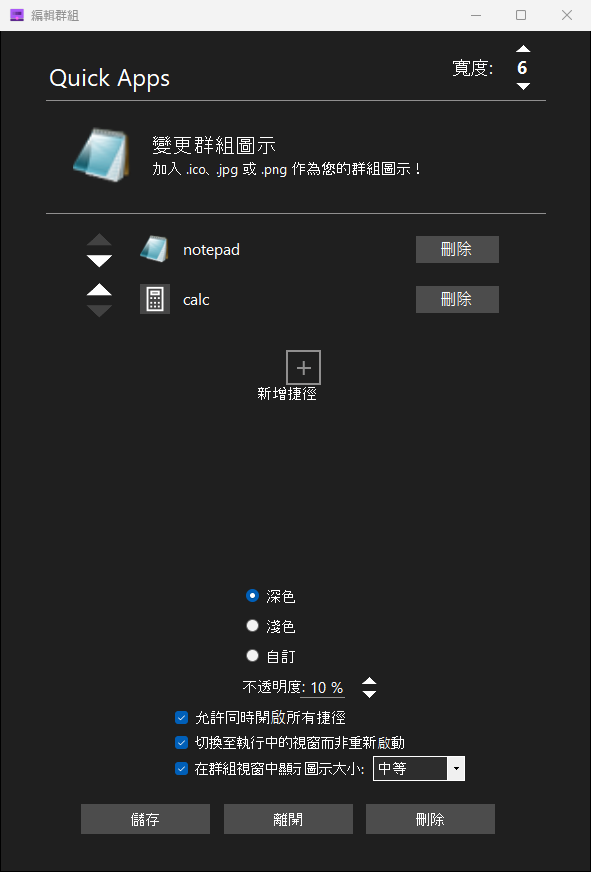 編輯群組
Quick Apps
寬度:
6
變更群組圖示
加入 .ico、.jpg 或 .png 作為您的群組圖示！
notepad
刪除
calc
刪除
新增捷徑
深色
淺色
自訂
不透明度: 10 %
允許同時開啟所有捷徑
切換至執行中的視窗而非重新啟動
在群組視窗中顯示圖示大小: 中等
儲存
離開
刪除